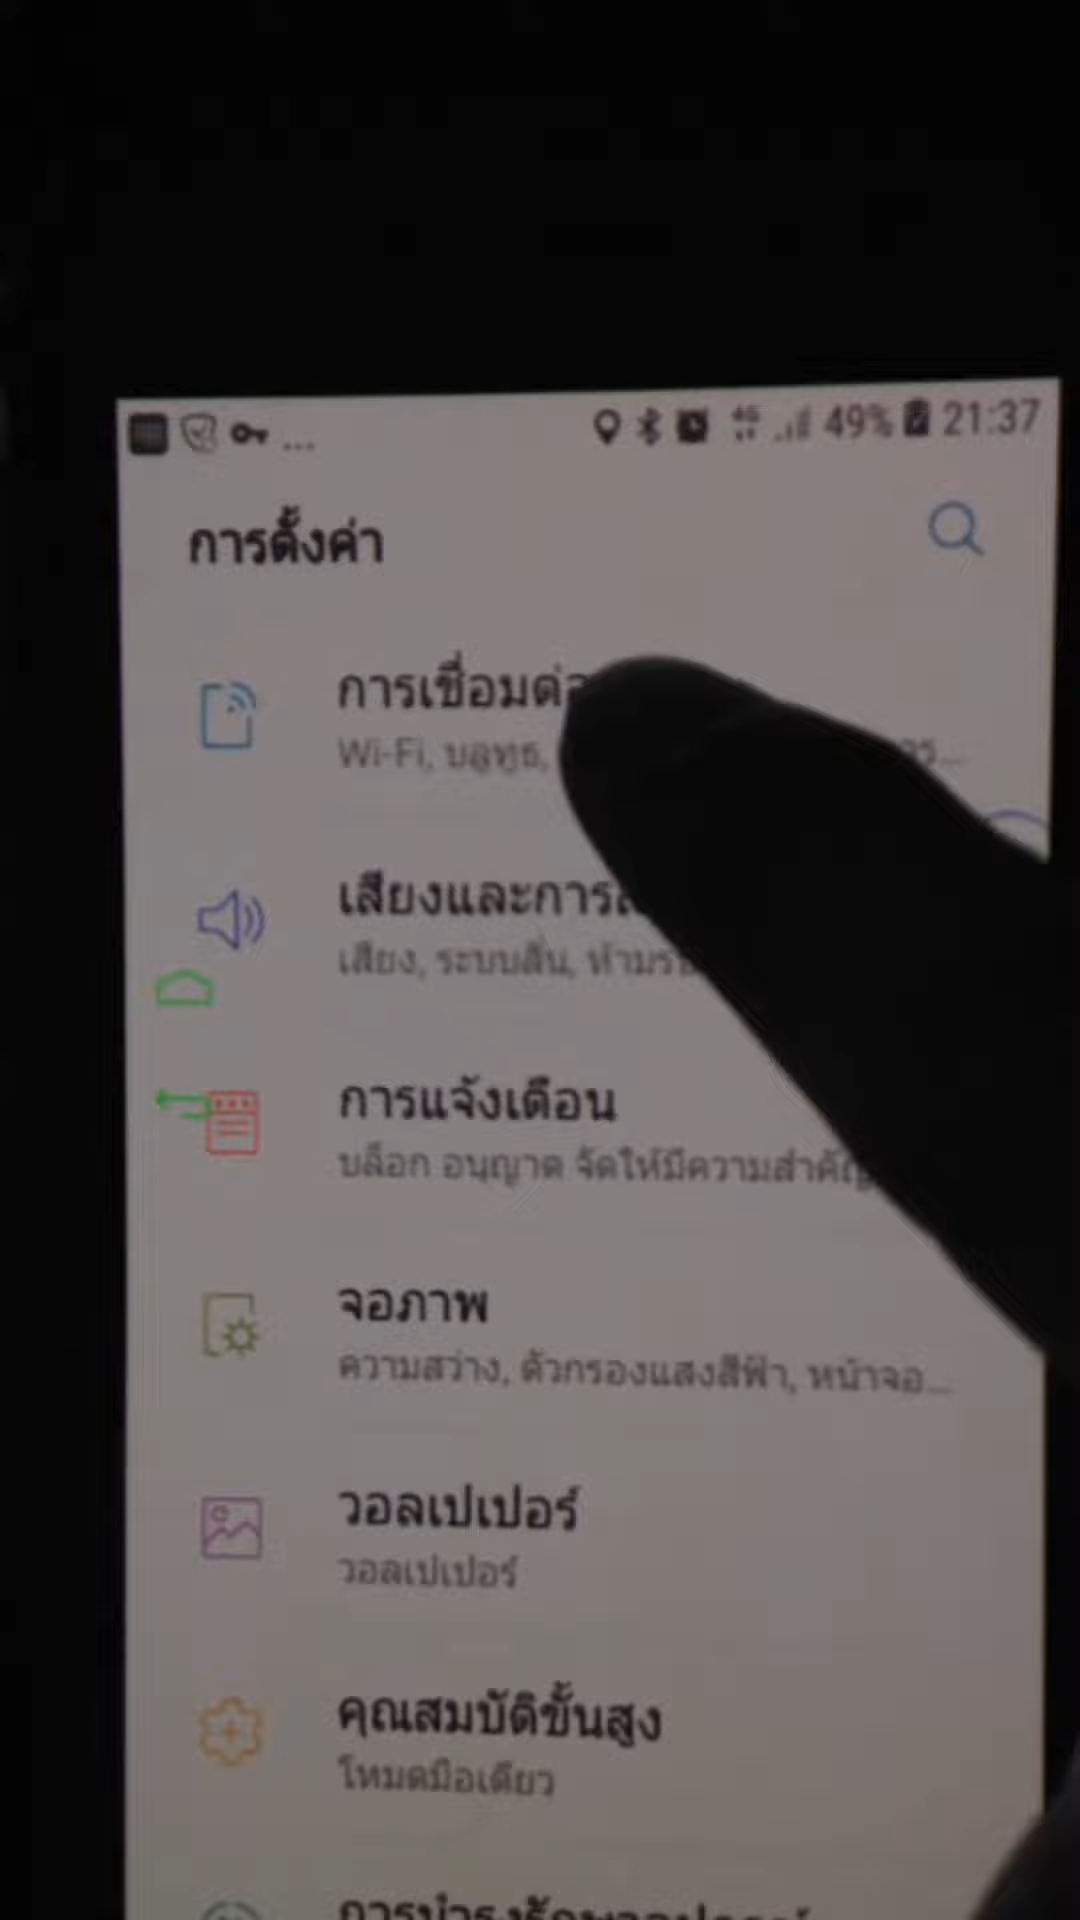 49% 21:37
การตั้งค่า
การเชื่อมต่อ
Wi-Fi, บลูทูธ,
เสียงและการ
เสียง, ระบบสั่น,
การแจ้งเตือน
บล็อก อนุญาต จัดให้มีความสำคัญ
จอภาพ
ความสว่าง, ตัวกรองแสงสีฟ้า, หน้าจอ...
วอลเปเปอร์
วอลเปเปอร์
คุณสมบัติขั้นสูง
โหมดมือเดียว